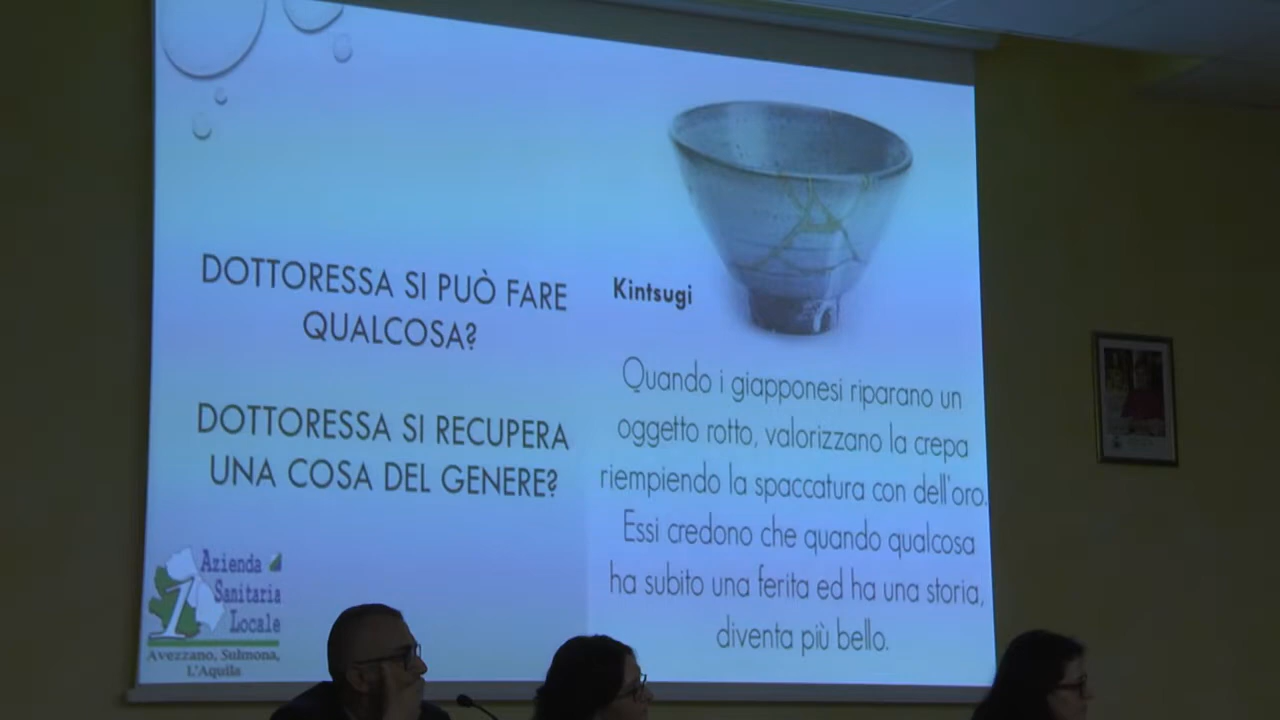 DOTTORESSA SI PUÒ FARE
QUALCOSA?
DOTTORESSA SI RECUPERA
UNA COSA DEL GENERE?
Kintsugi
Quando i giapponesi riparano un
oggetto rotto, valorizzano la crepa
riempiendo la spaccatura con dell'oro.
Essi credono che quando qualcosa
ha subito una ferita ed ha una storia,
diventa più bello.
1
Azienda
Sanitaria
Locale
Avezzano, Sulmona,
L'Aquila